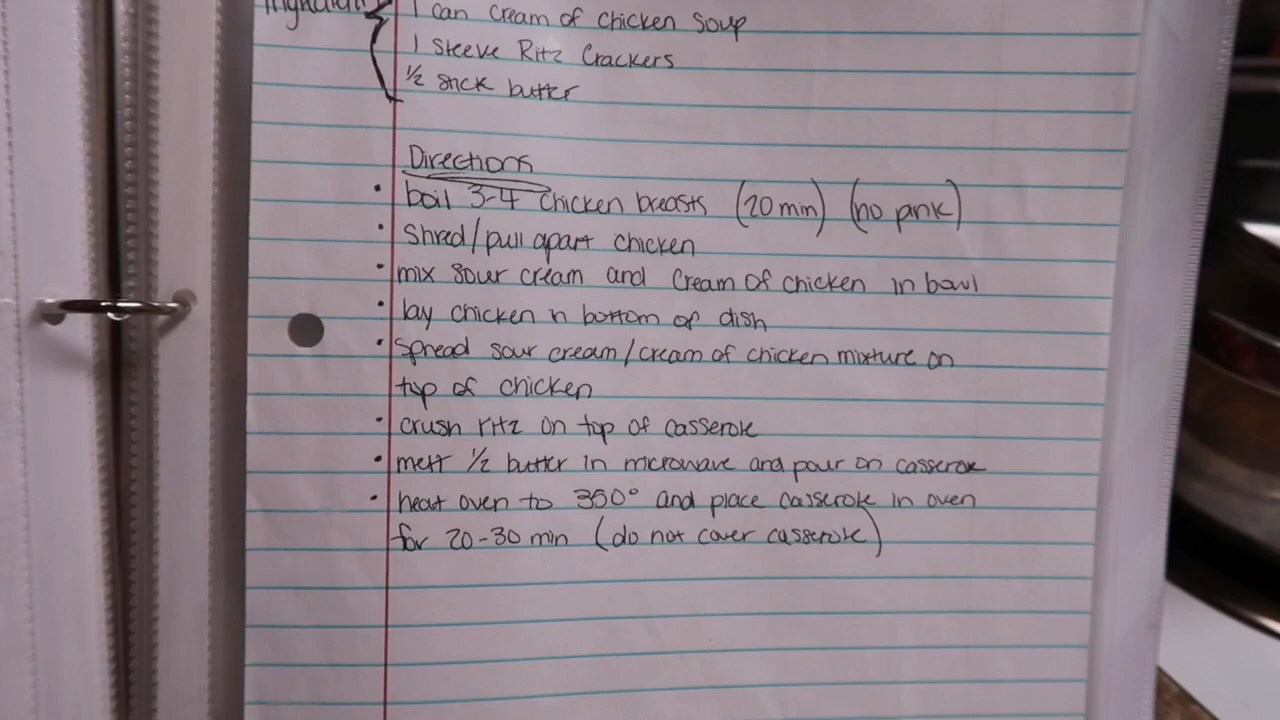 Ingredients
1 can cream of chicken soup
1 sleeve Ritz Crackers
½ stick butter
Directions
• boil 3-4 chicken breasts (20 min) (no pink)
• shred/pull apart chicken
• mix sour cream and cream of chicken in bowl
• lay chicken n bottom of dish
• spread sour cream/cream of chicken mixture on
top of chicken
• crush ritz on top of casserole
• melt ½ butter in microwave and pour on casserole
• heat oven to 350° and place casserole in oven
for 20-30 min (do not cover casserole)